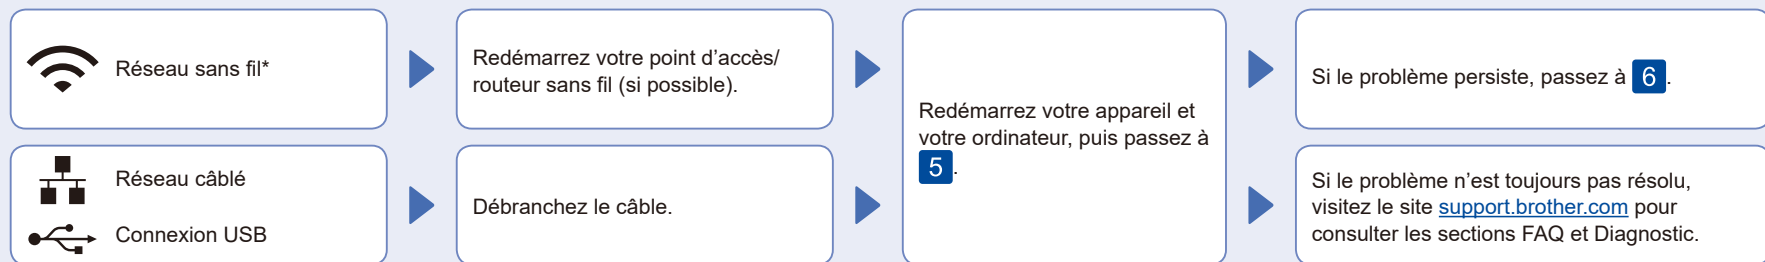 Réseau sans fil*
Redémarrez votre point d’accès/
routeur sans fil (si possible).
Redémarrez votre appareil et
votre ordinateur, puis passez à
5.
Si le problème persiste, passez à 6.
Réseau câblé
Connexion USB
Débranchez le câble.
Si le problème n’est toujours pas résolu,
visitez le site support.brother.com pour
consulter les sections FAQ et Diagnostic.